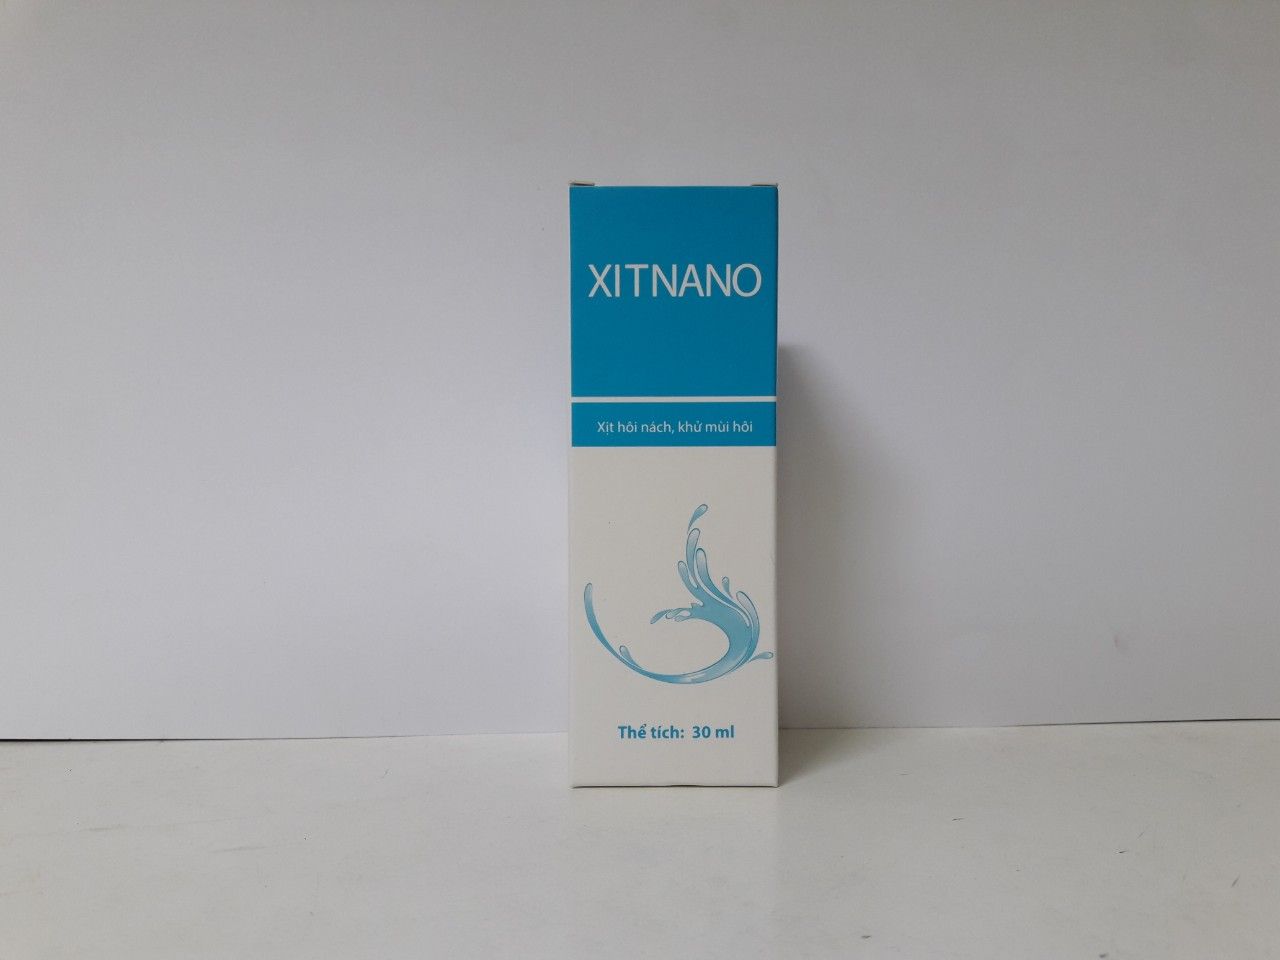 XITNANO
Xịt hôi nách, khử mùi hôi
Thể tích: 30 ml